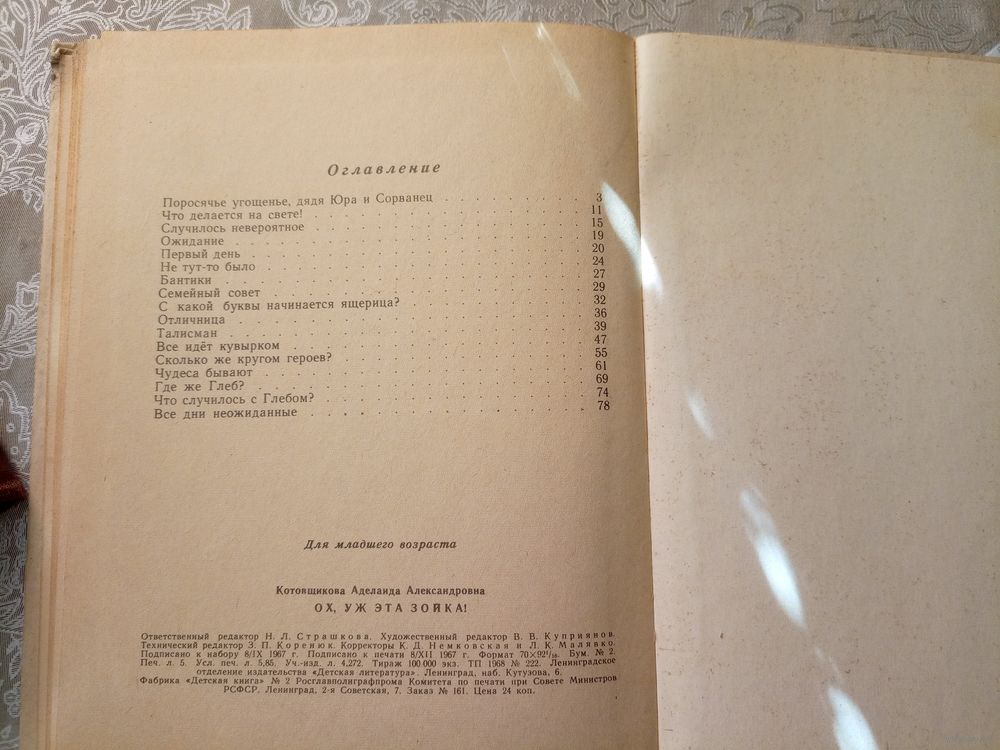 Оглавление
Поросячье угощенье, дядя Юра и Сорванец . . . . . . . . . 3
Что делается на свете! . . . . . . . . . 11
Случилось невероятное . . . . . . . . . 15
Ожидание . . . . . . . . . 19
Первый день . . . . . . . . . 20
Не тут-то было . . . . . . . . . 24
Бантики . . . . . . . . . 27
Семейный совет . . . . . . . . . 29
С какой буквы начинается ящерица? . . . . . . . . . 32
Отличница . . . . . . . . . 36
Талисман . . . . . . . . . 39
Все идёт кувырком . . . . . . . . . 47
Сколько же кругом героев? . . . . . . . . . 55
Чудеса бывают . . . . . . . . . 61
Где же Глеб? . . . . . . . . . 69
Что случилось с Глебом? . . . . . . . . . 74
Все дни неожиданные . . . . . . . . . 78
Для младшего возраста
Котовщикова Аделаида Александровна
ОХ, УЖ ЭТА ЗОЙКА!
Ответственный редактор Н. Л. Страшкова. Художественный редактор В. В. Куприянов.
Технический редактор З. П. Коренюк. Корректоры К. Д. Немковская и Л. К. Малявко.
Подписано к набору 8/IX 1967 г. Подписано к печати 8/XII 1967 г. Формат 70×92¹/₁₆. Бум. № 2.
Печ. л. 5. Усл. печ. л. 5,85. Уч.-изд. л. 4,272. Тираж 100 000 экз. ТП 1968 № 222. Ленинградское
отделение издательства «Детская литература». Ленинград, наб. Кутузова, 6.
Фабрика «Детская книга» № 2 Росглавполиграфпрома Комитета по печати при Совете Министров
РСФСР. Ленинград, 2-я Советская, 7. Заказ № 161. Цена 24 коп.